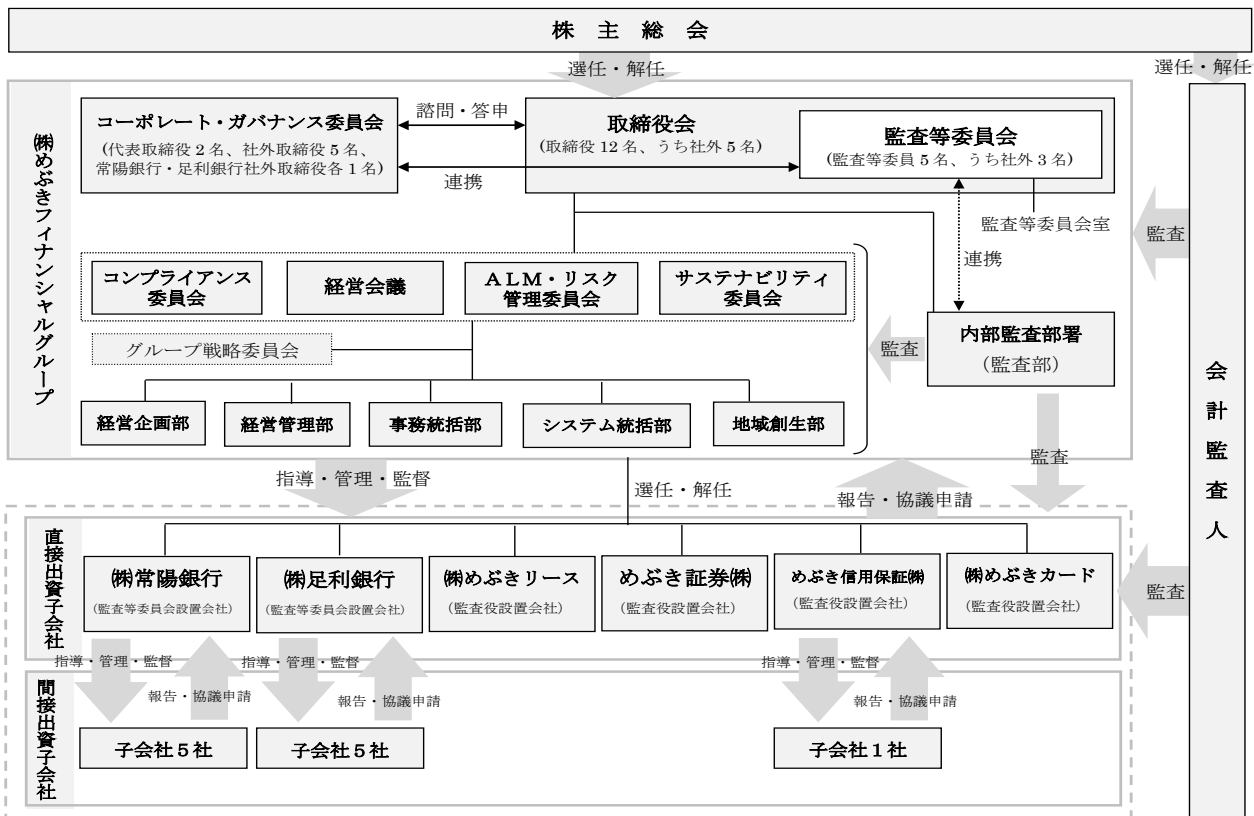 株 主 総 会
選任・解任
選任・解任
㈱めぶきフィナンシャルグループ
コーポレート・ガバナンス委員会
(代表取締役2名、社外取締役5名、
常陽銀行・足利銀行社外取締役各1名)
諮問・答申
連携
取締役会
(取締役12名、うち社外5名)
監査等委員会
(監査等委員5名、うち社外3名)
監査等委員会室
連携
監査
コンプライアンス
委員会
経営会議
ALM・リスク
管理委員会
サステナビリティ
委員会
グループ戦略委員会
監査
内部監査部署
(監査部)
経営企画部
経営管理部
事務統括部
システム統括部
地域創生部
会計監査人
指導・管理・監督
選任・解任
報告・協議申請
監査
直接出資子会社
㈱常陽銀行
(監査等委員会設置会社)
㈱足利銀行
(監査等委員会設置会社)
㈱めぶきリース
(監査役設置会社)
めぶき証券㈱
(監査役設置会社)
めぶき信用保証㈱
(監査役設置会社)
㈱めぶきカード
(監査役設置会社)
監査
指導・管理・監督
報告・協議申請
指導・管理・監督
報告・協議申請
指導・管理・監督
報告・協議申請
間接出資子会社
子会社5社
子会社5社
子会社1社